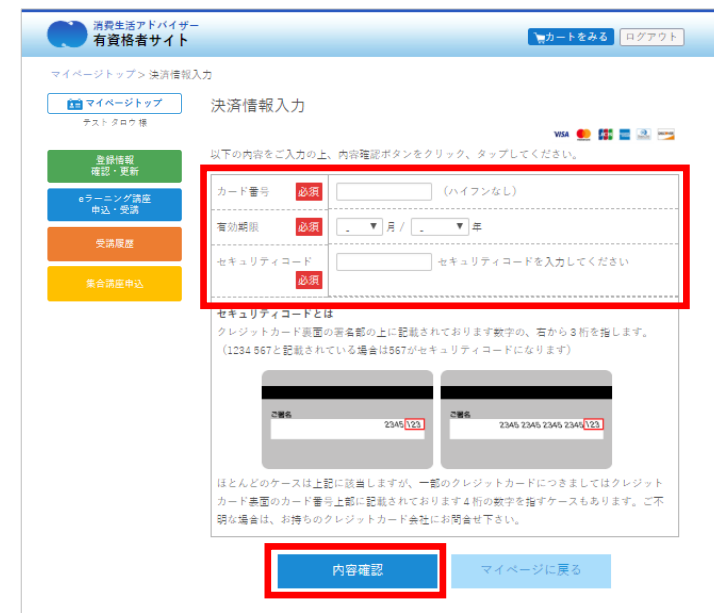 消費生活アドバイザー
有資格者サイト
カートをみる ログアウト
マイページトップ> 決済情報入力
マイページトップ
テスト タロウ 様
登録情報
確認・更新
eラーニング講座
申込・受講
受講履歴
集合講座申込
決済情報入力
VISA
以下の内容をご入力の上、内容確認ボタンをクリック、タップしてください。
カード番号 必須 (ハイフンなし)
有効期限 必須 - ▼ 月 / - ▼ 年
セキュリティコード 必須 セキュリティコードを入力してください
セキュリティコードとは
クレジットカード裏面の署名部の上に記載されております数字の、右から3桁を指します。
（1234 567と記載されている場合は567がセキュリティコードになります）
ご署名
2345 123
ご署名
2345 2345 2345 2345 123
ほとんどのケースは上記に該当しますが、一部のクレジットカードにつきましてはクレジット
カード表面のカード番号上部に記載されております4桁の数字を指すケースもあります。ご不
明な場合は、お持ちのクレジットカード会社にお問合せ下さい。
内容確認 マイページに戻る